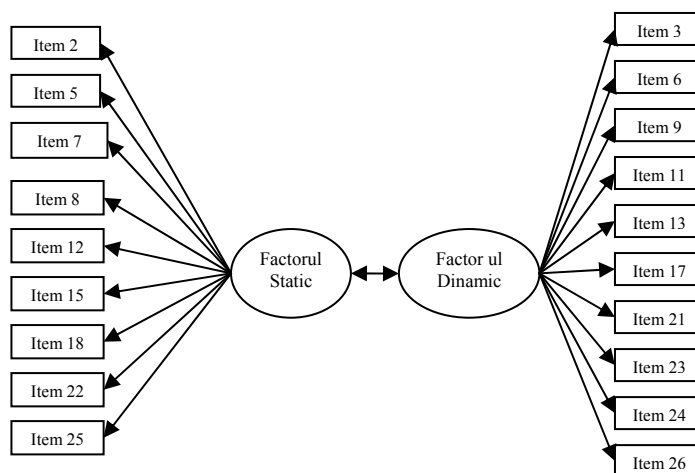 Item 2
Item 5
Item 7
Item 8
Item 12
Item 15
Item 18
Item 22
Item 25
Factorul
Static
Factor ul
Dinamic
Item 3
Item 6
Item 9
Item 11
Item 13
Item 17
Item 21
Item 23
Item 24
Item 26